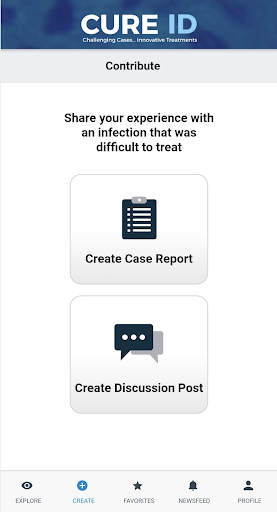 CURE ID
Challenging Cases... Innovative Treatments
Contribute
Share your experience with
an infection that was
difficult to treat
Create Case Report
Create Discussion Post
EXPLORE
CREATE
FAVORITES
NEWSFEED
PROFILE